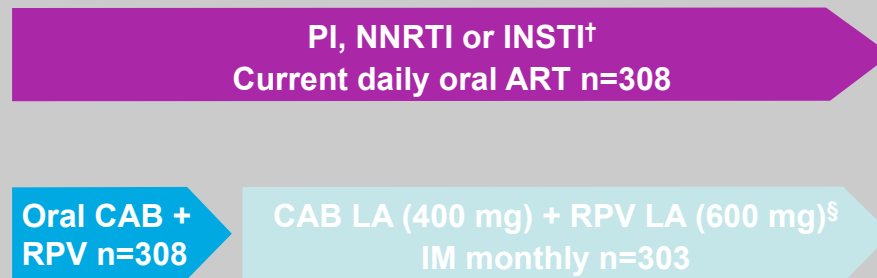 PI, NNRTI or INSTI†
Current daily oral ART n=308
Oral CAB +
RPV n=308
CAB LA (400 mg) + RPV LA (600 mg)§
IM monthly n=303